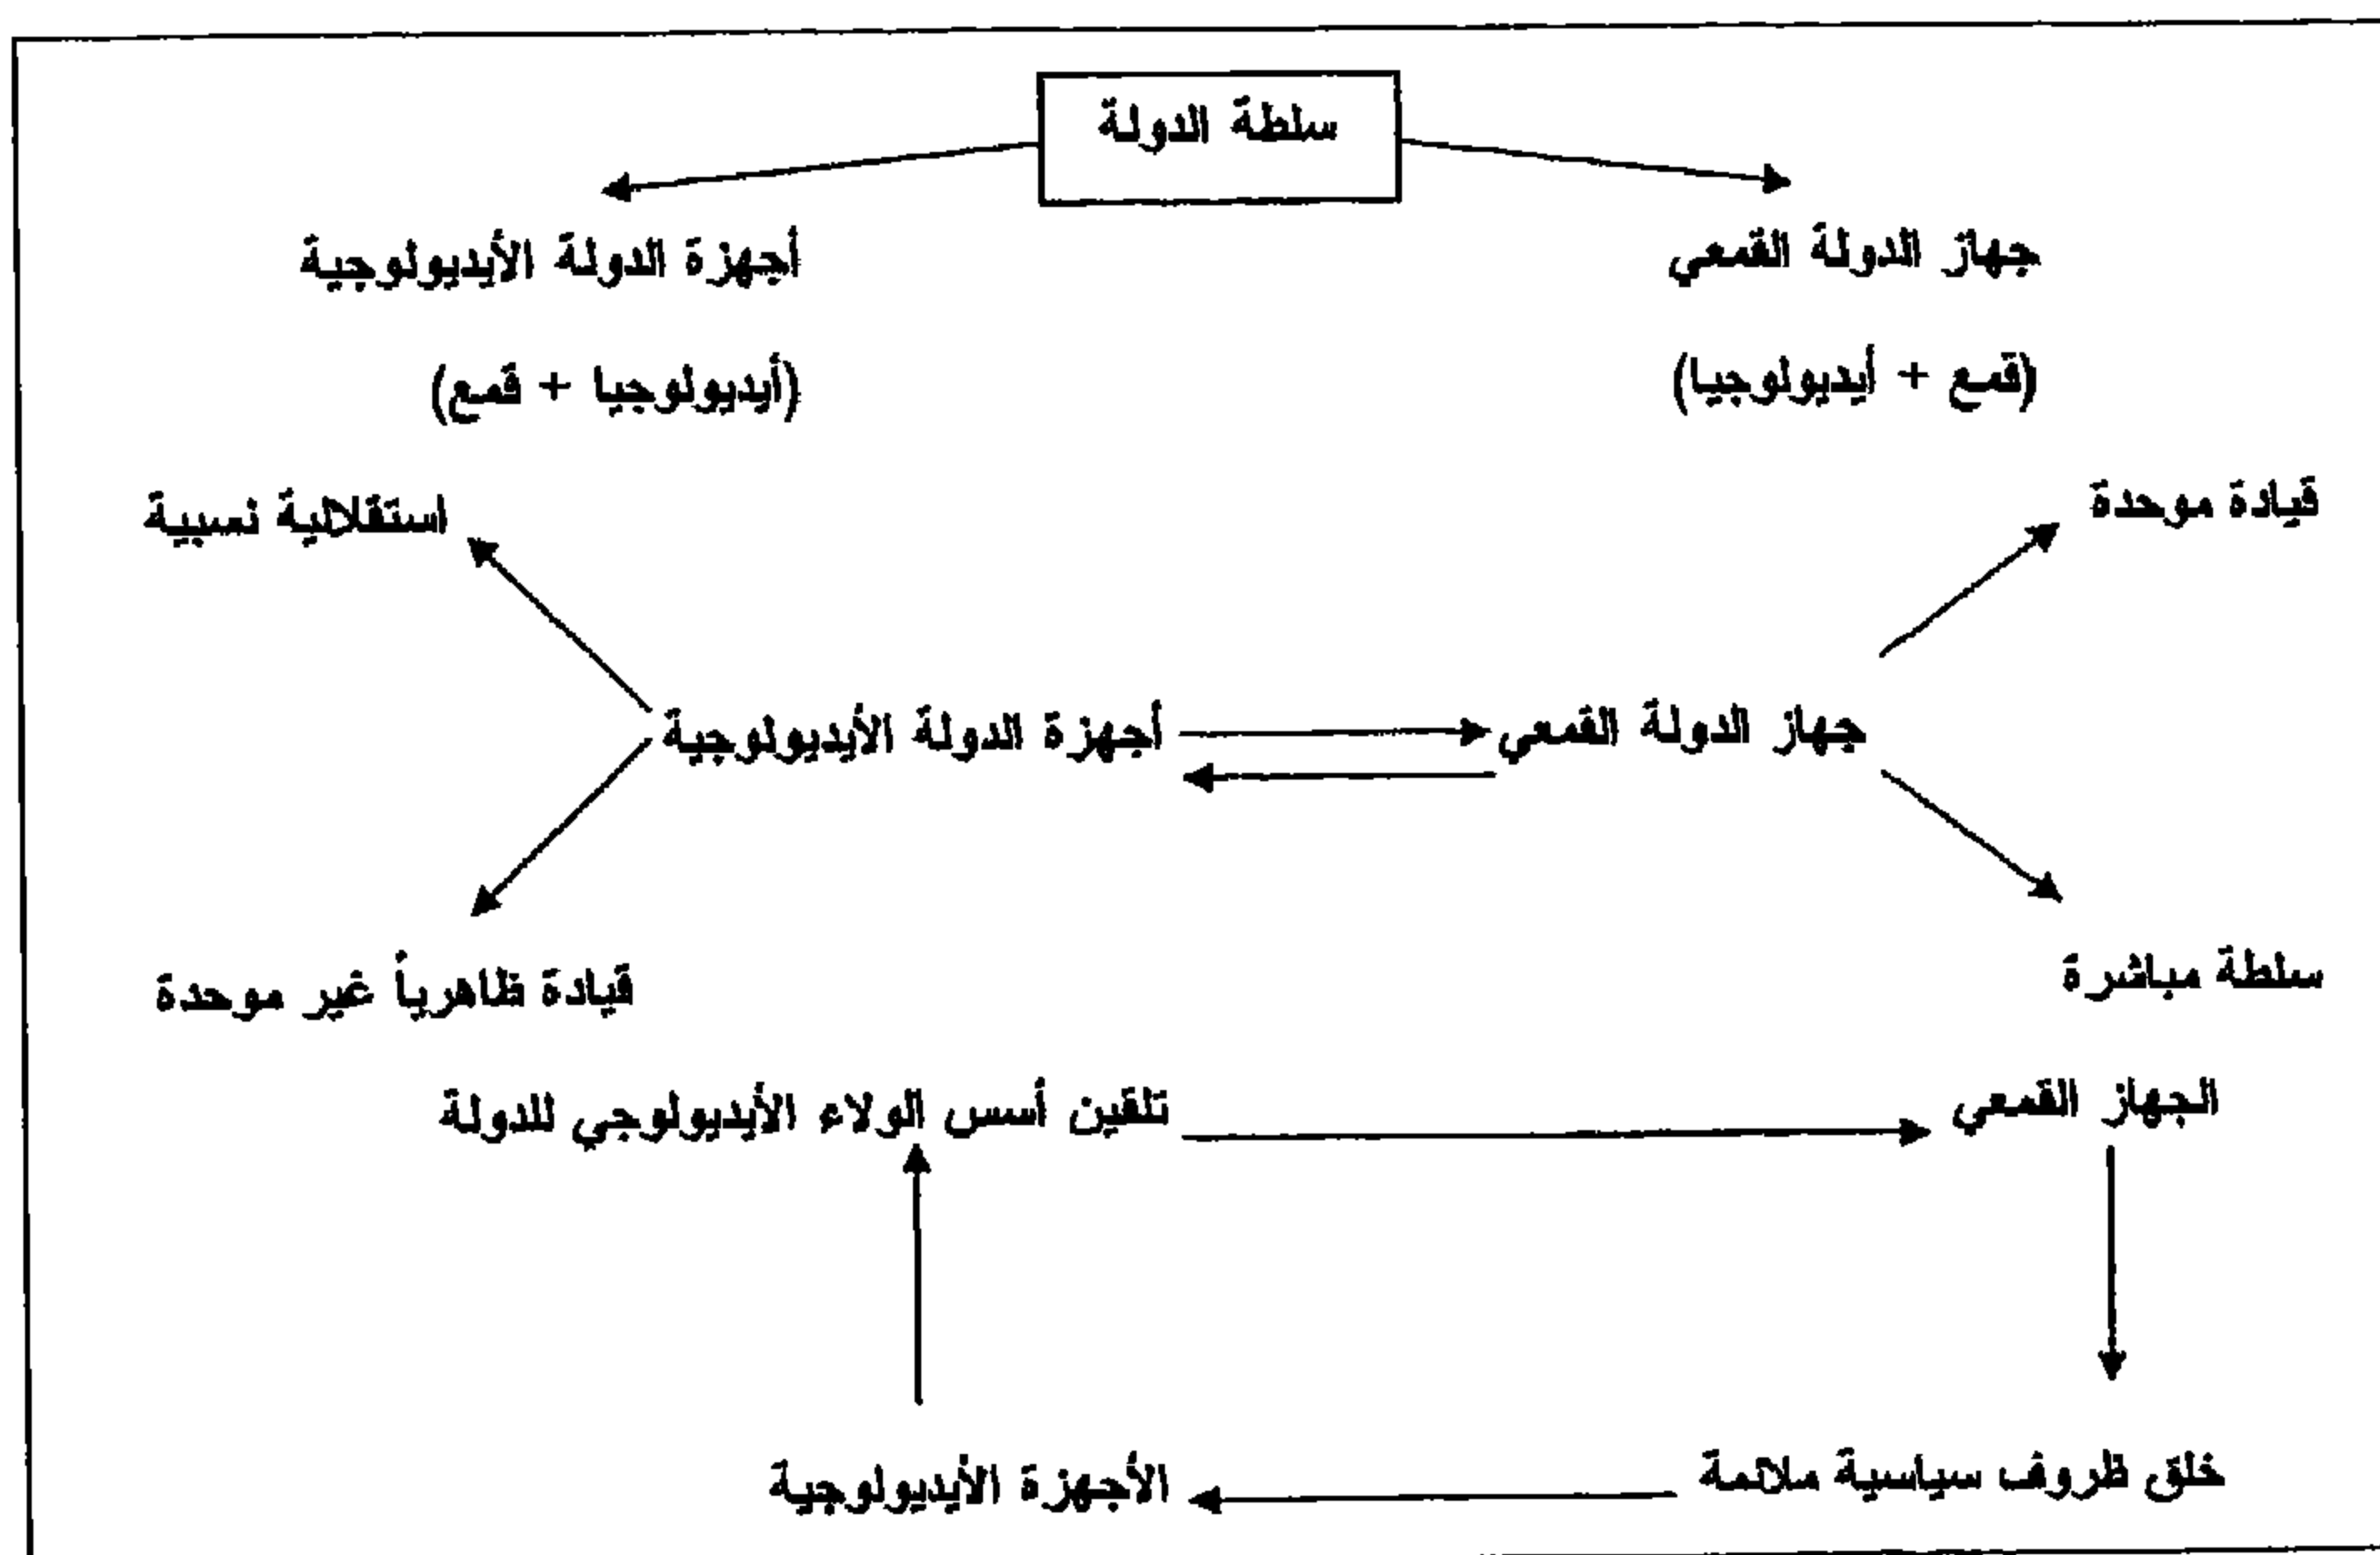 سلطة الدولة
جهاز الدولة القمعي
أجهزة الدولة الأيديولوجية
(قمع + أيديولوجيا)
(أيديولوجيا + قمع)
قيادة موحدة
استقلالية نسبية
جهاز الدولة القمعي
أجهزة الدولة الأيديولوجية
سلطة مباشرة
قيادة ظاهرياً غير موحدة
الجهاز القمعي
تلقين أسس الولاء الأيديولوجي للدولة
خلق ظروف سياسية ملائمة
الأجهزة الأيديولوجية